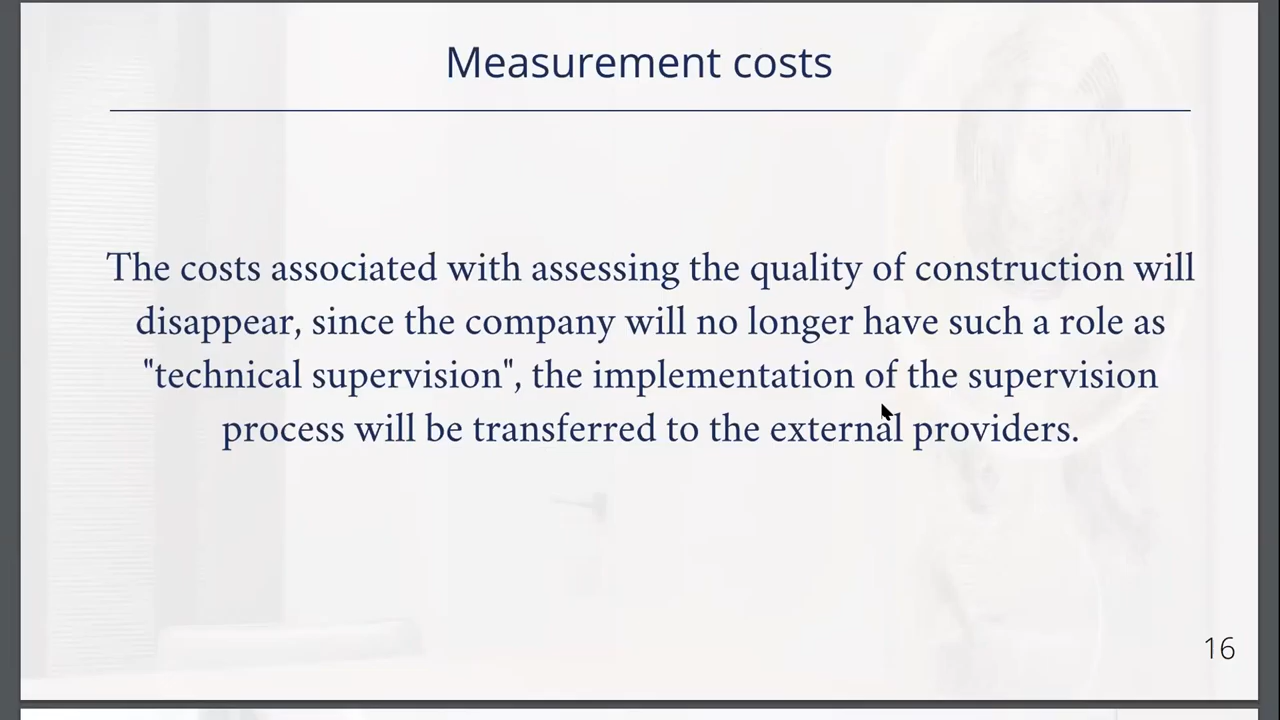 Measurement costs
The costs associated with assessing the quality of construction will
disappear, since the company will no longer have such a role as
"technical supervision", the implementation of the supervision
process will be transferred to the external providers.
16